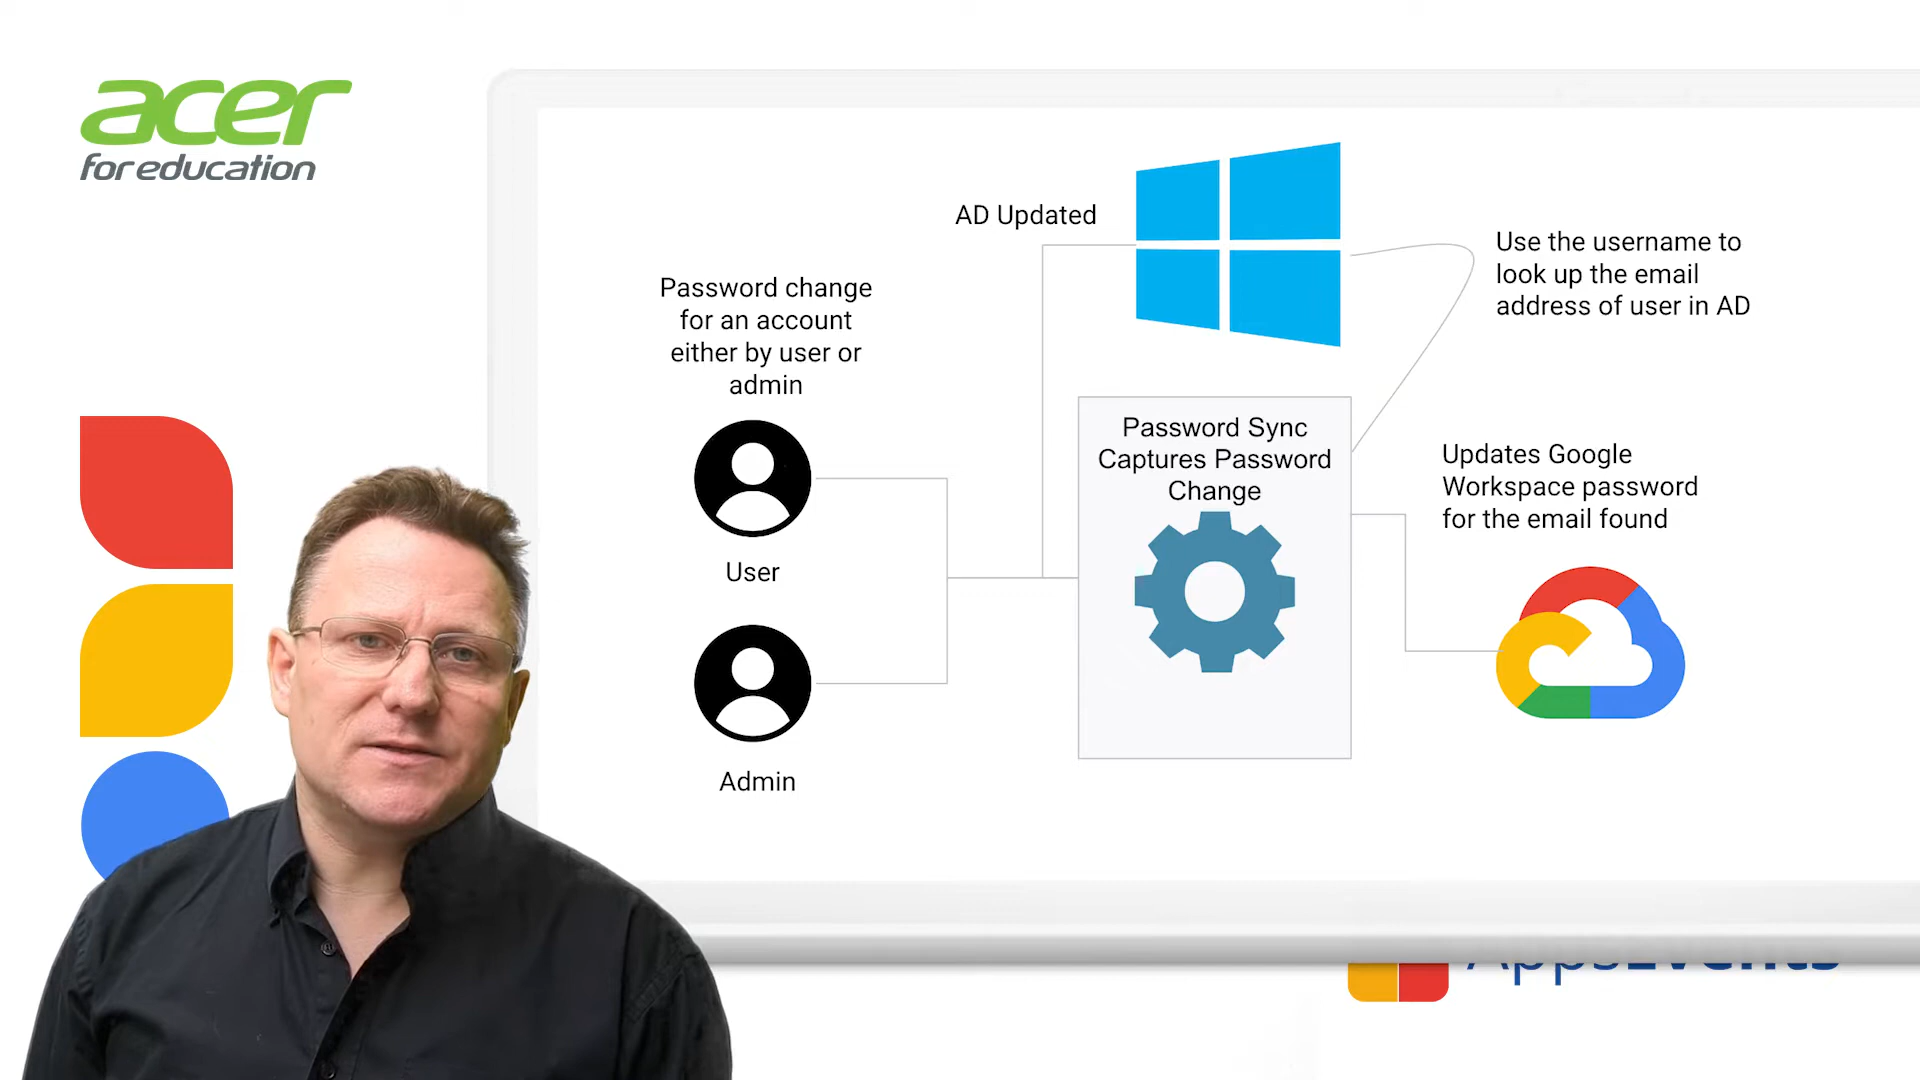 acer
for education
AD Updated
Use the username to
look up the email
address of user in AD
Password change
for an account
either by user or
admin
Password Sync
Captures Password
Change
Updates Google
Workspace password
for the email found
User
Admin
AppsEvents